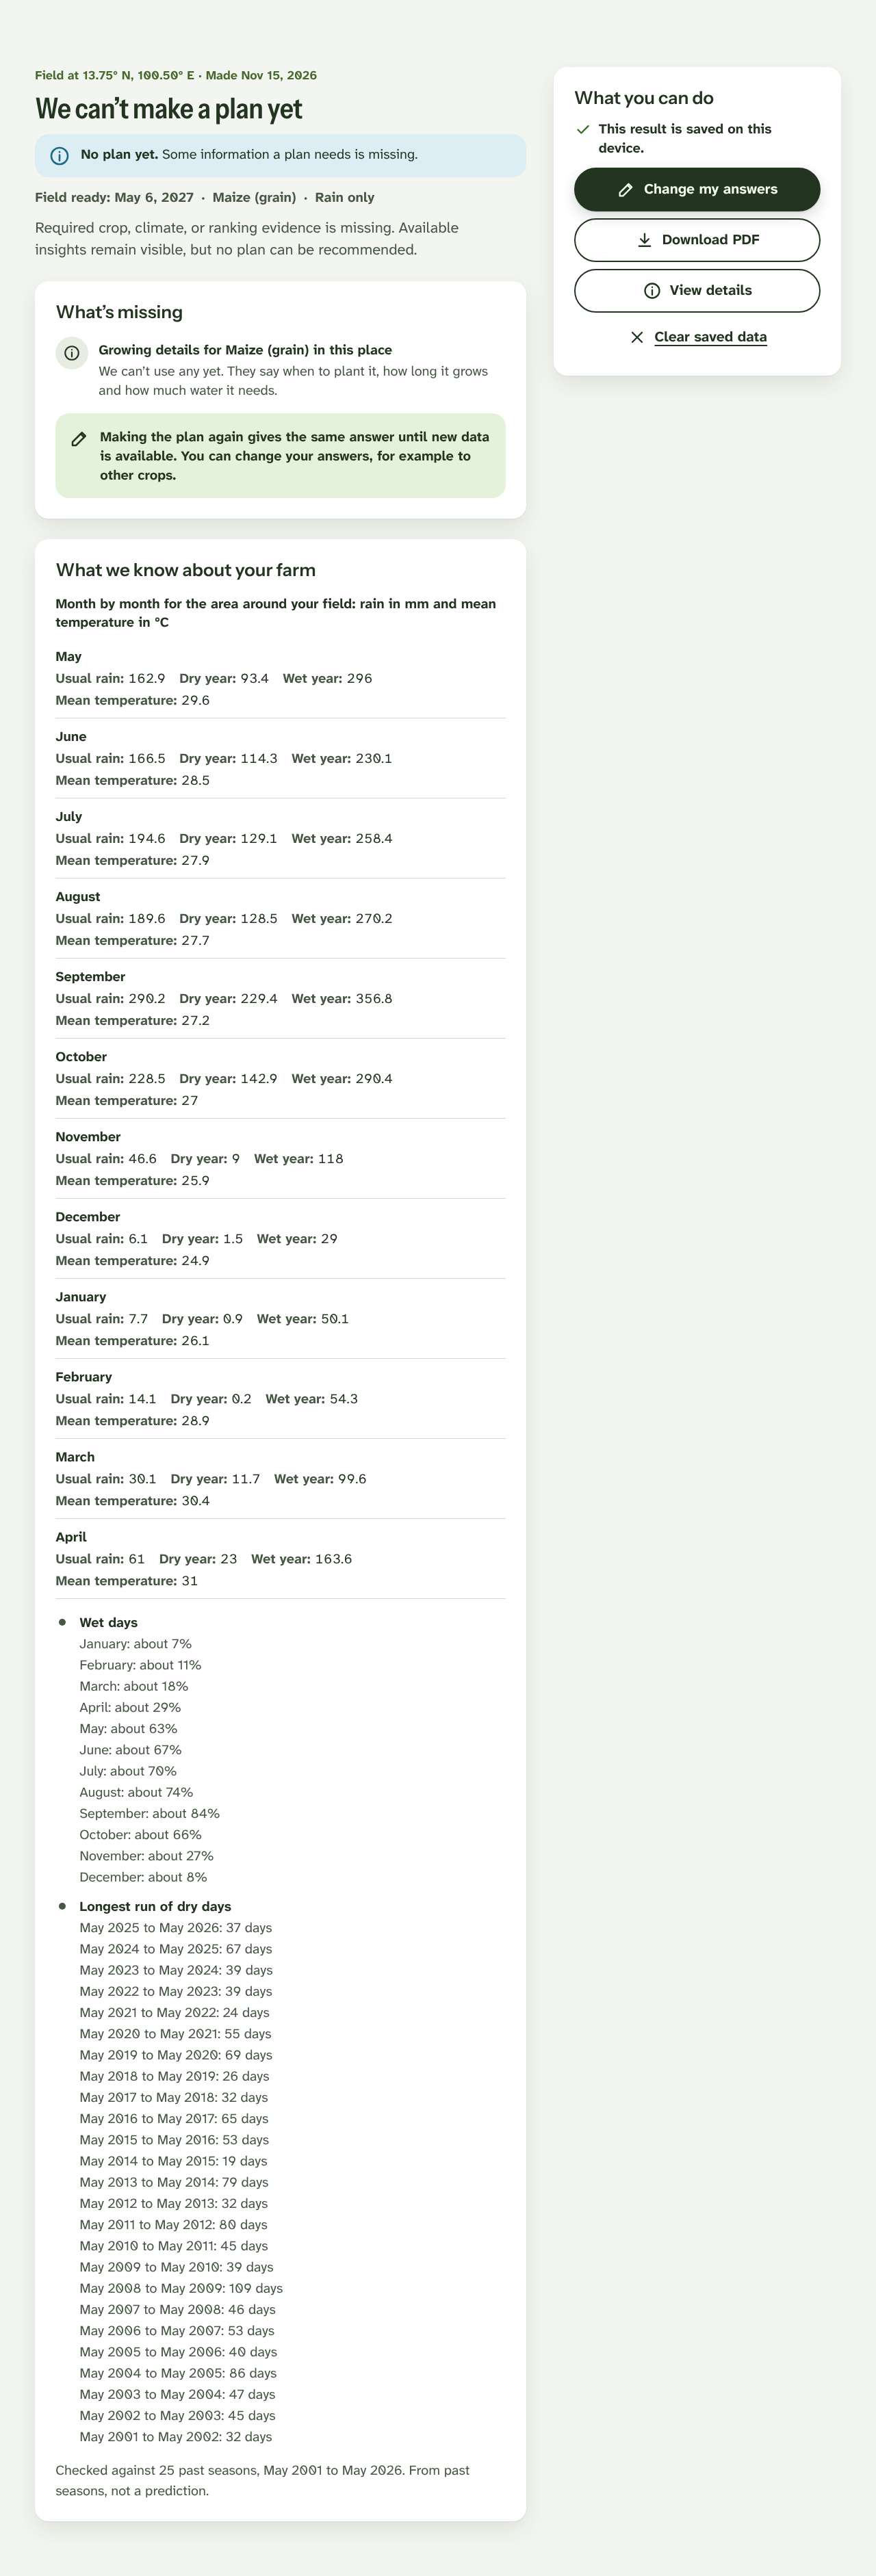 Field at 13.75° N, 100.50° E · Made Nov 15, 2026
We can’t make a plan yet
No plan yet. Some information a plan needs is missing.
Field ready: May 6, 2027 · Maize (grain) · Rain only
Required crop, climate, or ranking evidence is missing. Available
insights remain visible, but no plan can be recommended.
What’s missing
Growing details for Maize (grain) in this place
We can’t use any yet. They say when to plant it, how long it grows
and how much water it needs.
Making the plan again gives the same answer until new data
is available. You can change your answers, for example to
other crops.
What we know about your farm
Month by month for the area around your field: rain in mm and mean
temperature in °C
May
Usual rain: 162.9 Dry year: 93.4 Wet year: 296
Mean temperature: 29.6
June
Usual rain: 166.5 Dry year: 114.3 Wet year: 230.1
Mean temperature: 28.5
July
Usual rain: 194.6 Dry year: 129.1 Wet year: 258.4
Mean temperature: 27.9
August
Usual rain: 189.6 Dry year: 128.5 Wet year: 270.2
Mean temperature: 27.7
September
Usual rain: 290.2 Dry year: 229.4 Wet year: 356.8
Mean temperature: 27.2
October
Usual rain: 228.5 Dry year: 142.9 Wet year: 290.4
Mean temperature: 27
November
Usual rain: 46.6 Dry year: 9 Wet year: 118
Mean temperature: 25.9
December
Usual rain: 6.1 Dry year: 1.5 Wet year: 29
Mean temperature: 24.9
January
Usual rain: 7.7 Dry year: 0.9 Wet year: 50.1
Mean temperature: 26.1
February
Usual rain: 14.1 Dry year: 0.2 Wet year: 54.3
Mean temperature: 28.9
March
Usual rain: 30.1 Dry year: 11.7 Wet year: 99.6
Mean temperature: 30.4
April
Usual rain: 61 Dry year: 23 Wet year: 163.6
Mean temperature: 31
Wet days
January: about 7%
February: about 11%
March: about 18%
April: about 29%
May: about 63%
June: about 67%
July: about 70%
August: about 74%
September: about 84%
October: about 66%
November: about 27%
December: about 8%
Longest run of dry days
May 2025 to May 2026: 37 days
May 2024 to May 2025: 67 days
May 2023 to May 2024: 39 days
May 2022 to May 2023: 39 days
May 2021 to May 2022: 24 days
May 2020 to May 2021: 55 days
May 2019 to May 2020: 69 days
May 2018 to May 2019: 26 days
May 2017 to May 2018: 32 days
May 2016 to May 2017: 65 days
May 2015 to May 2016: 53 days
May 2014 to May 2015: 19 days
May 2013 to May 2014: 79 days
May 2012 to May 2013: 32 days
May 2011 to May 2012: 80 days
May 2010 to May 2011: 45 days
May 2009 to May 2010: 39 days
May 2008 to May 2009: 109 days
May 2007 to May 2008: 46 days
May 2006 to May 2007: 53 days
May 2005 to May 2006: 40 days
May 2004 to May 2005: 86 days
May 2003 to May 2004: 47 days
May 2002 to May 2003: 45 days
May 2001 to May 2002: 32 days
Checked against 25 past seasons, May 2001 to May 2026. From past
seasons, not a prediction.
What you can do
This result is saved on this
device.
Change my answers
Download PDF
View details
Clear saved data